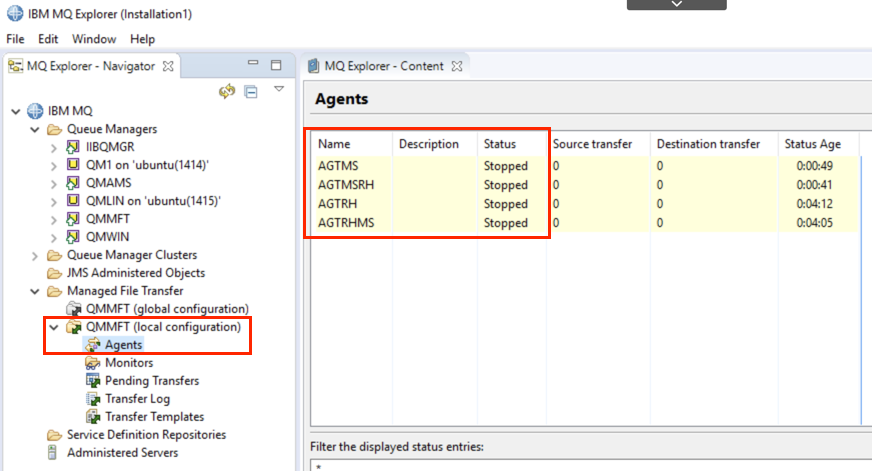 IBM MQ Explorer (Installation1)
File Edit Window Help
MQ Explorer - Navigator
IBM MQ
Queue Managers
IIBQMGR
QM1 on 'ubuntu(1414)'
QMAMS
QMLIN on 'ubuntu(1415)'
QMMFT
QMWIN
Queue Manager Clusters
JMS Administered Objects
Managed File Transfer
QMMFT (global configuration)
QMMFT (local configuration)
Agents
Monitors
Pending Transfers
Transfer Log
Transfer Templates
Service Definition Repositories
Administered Servers
MQ Explorer - Content
Agents
Name Description Status Source transfer Destination transfer Status Age
AGTMS Stopped 0 0 0:00:49
AGTMSRH Stopped 0 0 0:00:41
AGTRH Stopped 0 0 0:04:12
AGTRHMS Stopped 0 0 0:04:05
Filter the displayed status entries:
*